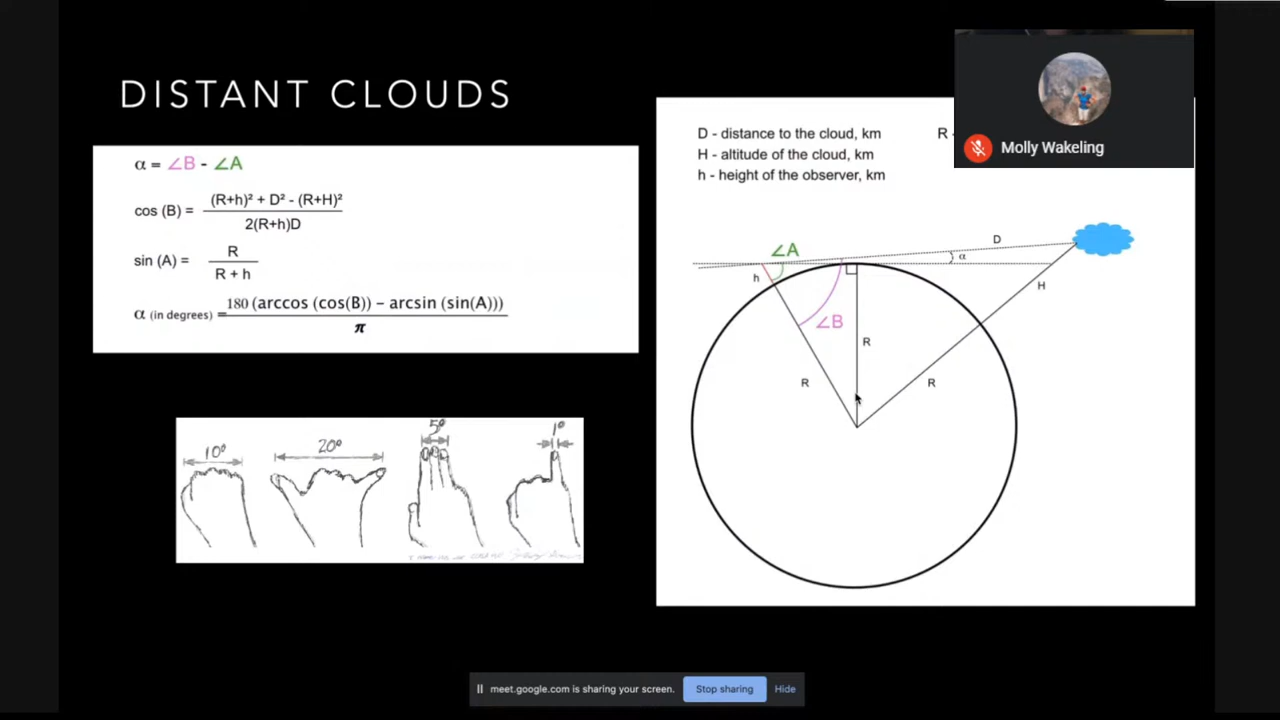 DISTANT CLOUDS
α = ∠B - ∠A
cos (B) = (R+h)² + D² - (R+H)²
2(R+h)D
sin (A) = R
R + h
α (in degrees) = 180 (arccos (cos(B)) – arcsin (sin(A)))
π
10°
20°
5°
1°
D - distance to the cloud, km
R -
H - altitude of the cloud, km
h - height of the observer, km
∠A
D
α
h
H
∠B
R
R
R
Molly Wakeling
meet.google.com is sharing your screen.
Stop sharing
Hide